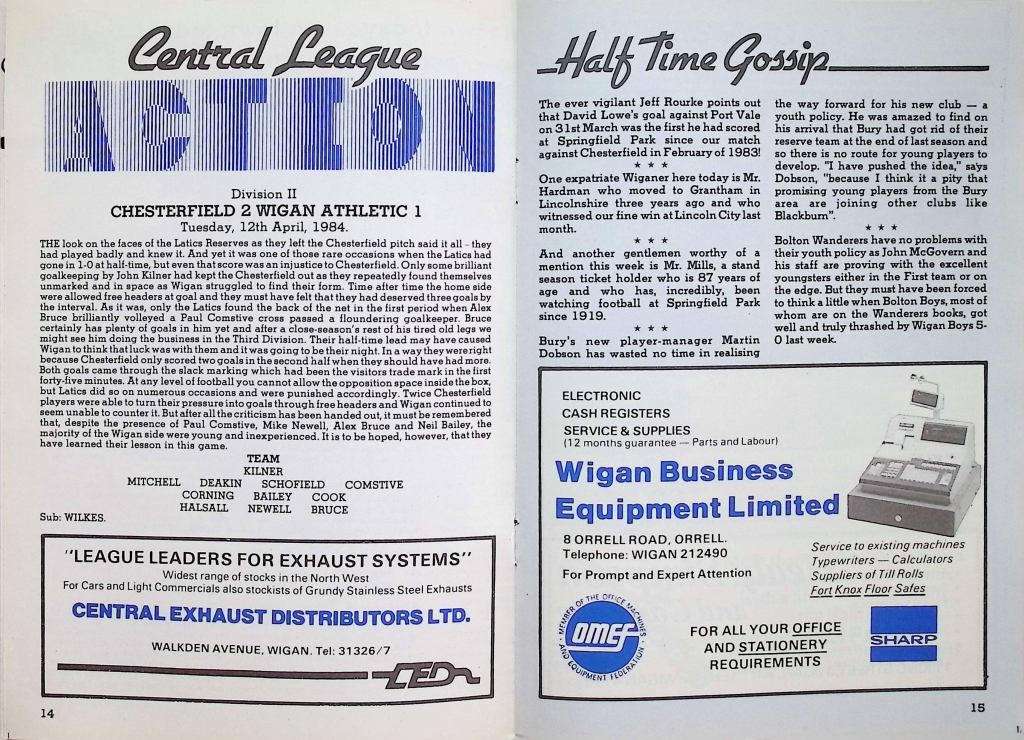 Central League
ACTION
Division II
CHESTERFIELD 2 WIGAN ATHLETIC 1
Tuesday, 12th April, 1984.
THE look on the faces of the Latics Reserves as they left the Chesterfield pitch said it all – they
had played badly and knew it. And yet it was one of those rare occasions when the Latics had
gone in 1-0 at half-time, but even that score was an injustice to Chesterfield. Only some brilliant
goalkeeping by John Kilner had kept the Chesterfield out as they repeatedly found themselves
unmarked and in space as Wigan struggled to find their form. Time after time the home side
were allowed free headers at goal and they must have felt that they had deserved three goals by
the interval. As it was, only the Latics found the back of the net in the first period when Alex
Bruce brilliantly volleyed a Paul Comstive cross passed a floundering goalkeeper. Bruce
certainly has plenty of goals in him yet and after a close-season's rest of his tired old legs we
might see him doing the business in the Third Division. Their half-time lead may have caused
Wigan to think that luck was with them and it was going to be their night. In a way they were right
because Chesterfield only scored two goals in the second half when they should have had more.
Both goals came through the slack marking which had been the visitors trade mark in the first
forty-five minutes. At any level of football you cannot allow the opposition space inside the box,
but Latics did so on numerous occasions and were punished accordingly. Twice Chesterfield
players were able to turn their pressure into goals through free headers and Wigan continued to
seem unable to counter it. But after all the criticism has been handed out, it must be remembered
that, despite the presence of Paul Comstive, Mike Newell, Alex Bruce and Neil Bailey, the
majority of the Wigan side were young and inexperienced. It is to be hoped, however, that they
have learned their lesson in this game.
TEAM
KILNER
MITCHELL DEAKIN SCHOFIELD COMSTIVE
CORNING BAILEY COOK
HALSALL NEWELL BRUCE
Sub: WILKES.
"LEAGUE LEADERS FOR EXHAUST SYSTEMS"
Widest range of stocks in the North West
For Cars and Light Commercials also stockists of Grundy Stainless Steel Exhausts
CENTRAL EXHAUST DISTRIBUTORS LTD.
WALKDEN AVENUE, WIGAN. Tel: 31326/7
CED
14
Half Time Gossip
The ever vigilant Jeff Rourke points out
that David Lowe's goal against Port Vale
on 31st March was the first he had scored
at Springfield Park since our match
against Chesterfield in February of 1983!
* * *
One expatriate Wiganer here today is Mr.
Hardman who moved to Grantham in
Lincolnshire three years ago and who
witnessed our fine win at Lincoln City last
month.
* * *
And another gentlemen worthy of a
mention this week is Mr. Mills, a stand
season ticket holder who is 87 years of
age and who has, incredibly, been
watching football at Springfield Park
since 1919.
* * *
Bury's new player-manager Martin
Dobson has wasted no time in realising
the way forward for his new club — a
youth policy. He was amazed to find on
his arrival that Bury had got rid of their
reserve team at the end of last season and
so there is no route for young players to
develop. "I have pushed the idea," says
Dobson, "because I think it a pity that
promising young players from the Bury
area are joining other clubs like
Blackburn".
* * *
Bolton Wanderers have no problems with
their youth policy as John McGovern and
his staff are proving with the excellent
youngsters either in the First team or on
the edge. But they must have been forced
to think a little when Bolton Boys, most of
whom are on the Wanderers books, got
well and truly thrashed by Wigan Boys 5-
0 last week.
ELECTRONIC
CASH REGISTERS
SERVICE & SUPPLIES
(12 months guarantee — Parts and Labour)
Wigan Business
Equipment Limited
8 ORRELL ROAD, ORRELL.
Telephone: WIGAN 212490
For Prompt and Expert Attention
Service to existing machines
Typewriters — Calculators
Suppliers of Till Rolls
Fort Knox Floor Safes
MEMBER OF THE OFFICE MACHINES
omef
AND EQUIPMENT FEDERATION
FOR ALL YOUR OFFICE
AND STATIONERY
REQUIREMENTS
SHARP
15